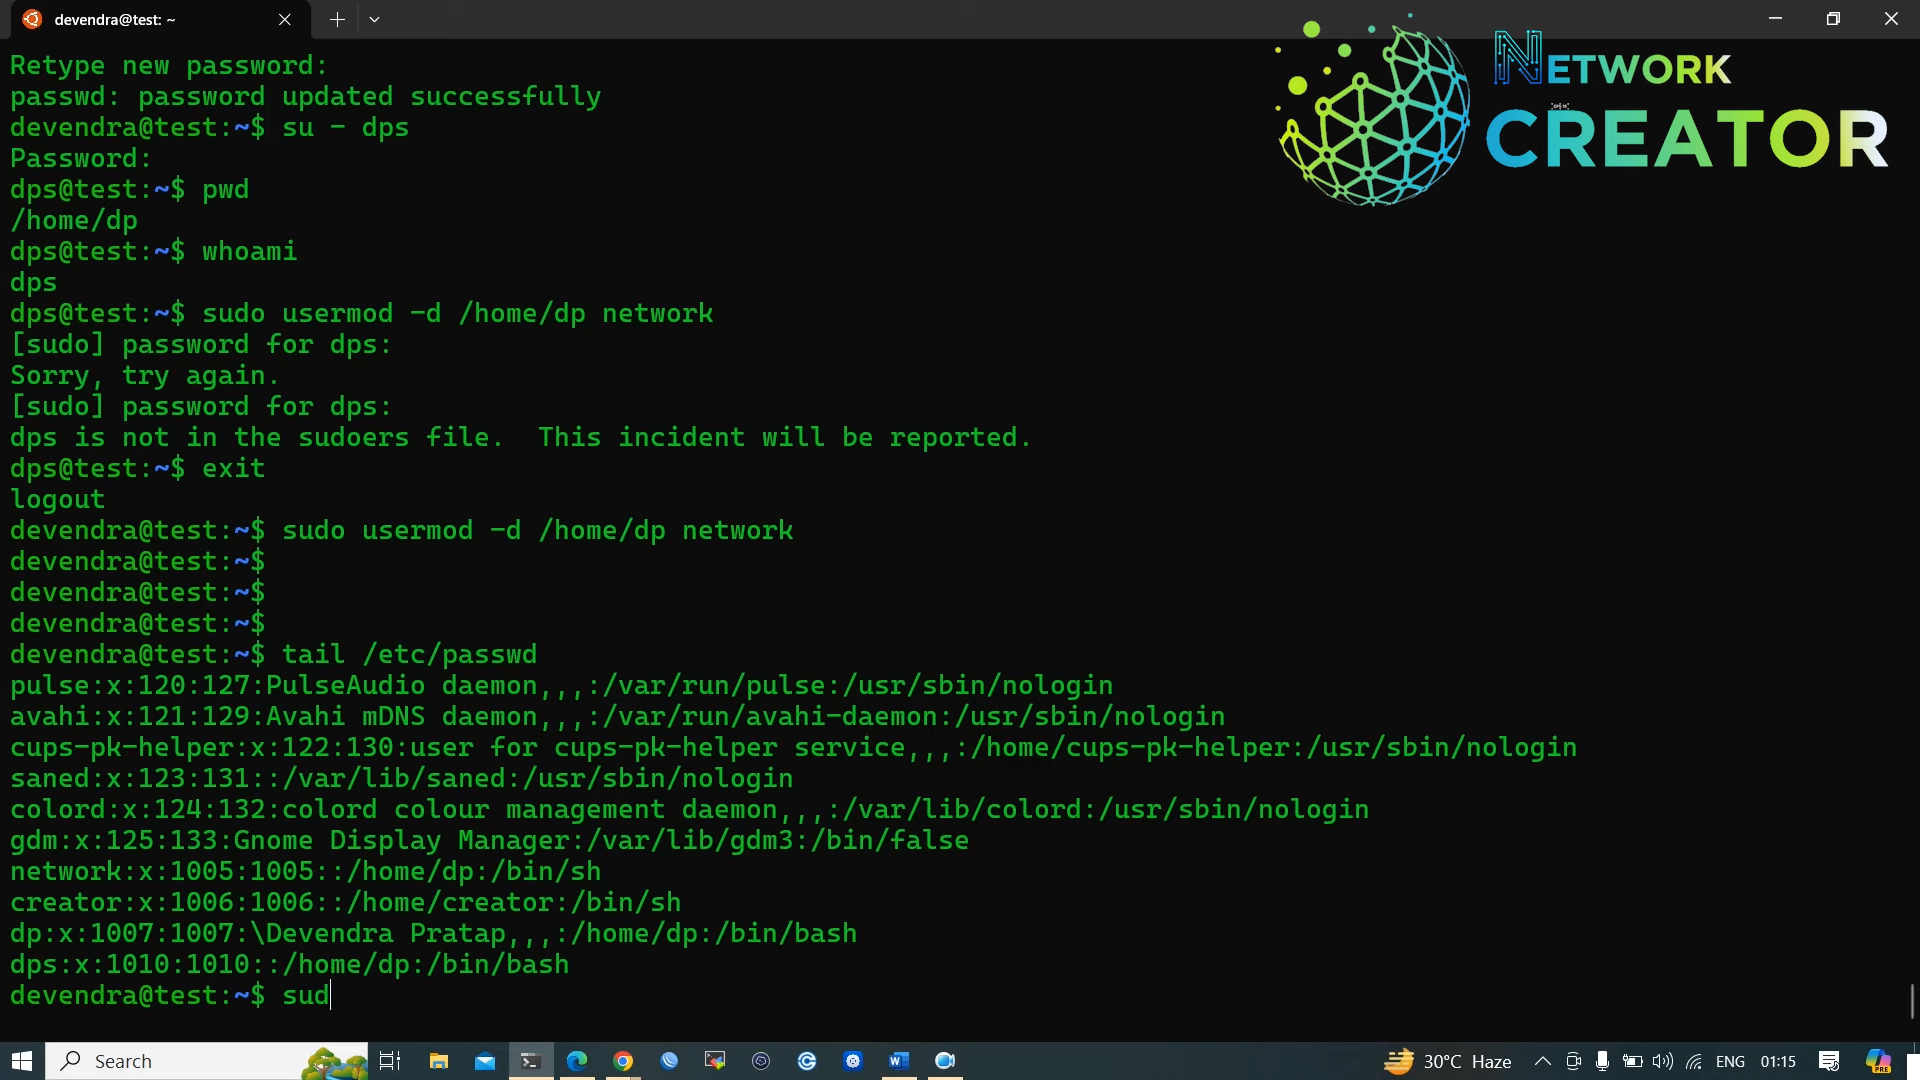 devendra@test: ~
NETWORK
CREATOR
Retype new password:
passwd: password updated successfully
devendra@test:~$ su - dps
Password:
dps@test:~$ pwd
/home/dp
dps@test:~$ whoami
dps
dps@test:~$ sudo usermod -d /home/dp network
[sudo] password for dps:
Sorry, try again.
[sudo] password for dps:
dps is not in the sudoers file.  This incident will be reported.
dps@test:~$ exit
logout
devendra@test:~$ sudo usermod -d /home/dp network
devendra@test:~$
devendra@test:~$
devendra@test:~$
devendra@test:~$ tail /etc/passwd
pulse:x:120:127:PulseAudio daemon,,,:/var/run/pulse:/usr/sbin/nologin
avahi:x:121:129:Avahi mDNS daemon,,,:/var/run/avahi-daemon:/usr/sbin/nologin
cups-pk-helper:x:122:130:user for cups-pk-helper service,,,:/home/cups-pk-helper:/usr/sbin/nologin
saned:x:123:131::/var/lib/saned:/usr/sbin/nologin
colord:x:124:132:colord colour management daemon,,,:/var/lib/colord:/usr/sbin/nologin
gdm:x:125:133:Gnome Display Manager:/var/lib/gdm3:/bin/false
network:x:1005:1005::/home/dp:/bin/sh
creator:x:1006:1006::/home/creator:/bin/sh
dp:x:1007:1007:\Devendra Pratap,,,:/home/dp:/bin/bash
dps:x:1010:1010::/home/dp:/bin/bash
devendra@test:~$ sud
Search
30°C Haze
ENG
01:15
PRE